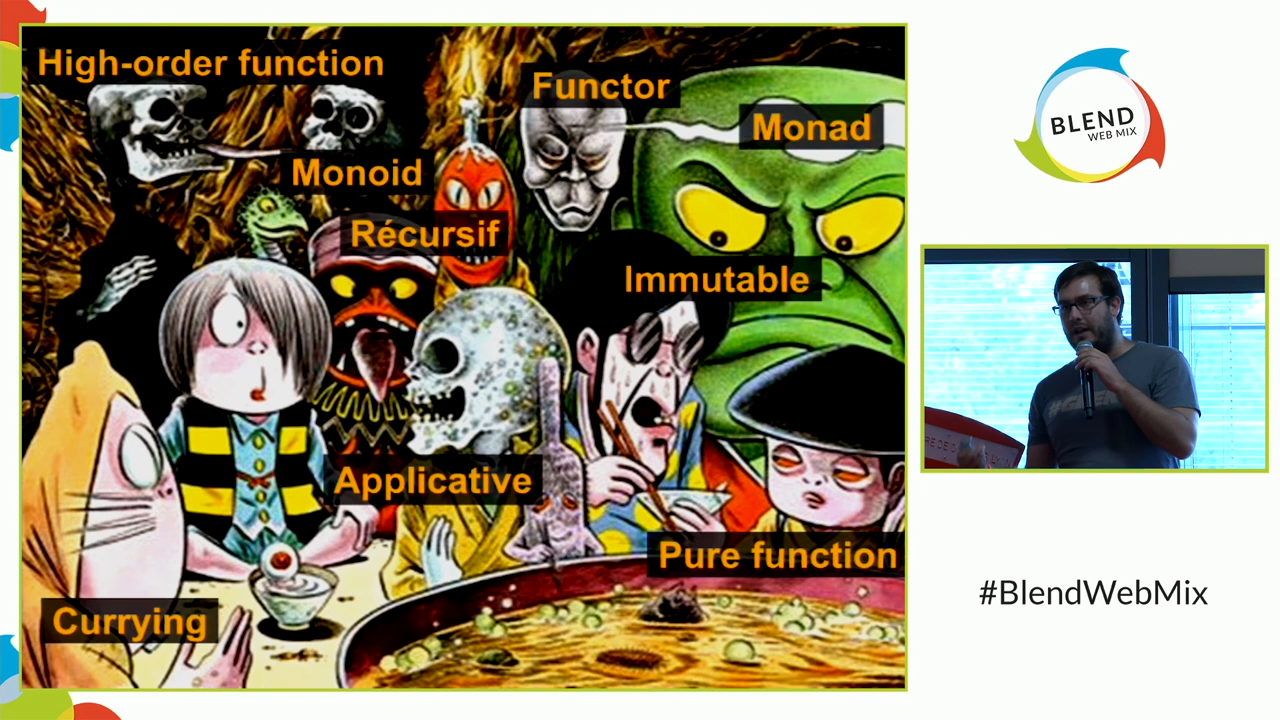 High-order function
Functor
Monad
Monoid
Récursif
Immutable
Applicative
Pure function
Currying
BLEND
WEB MIX
#BlendWebMix